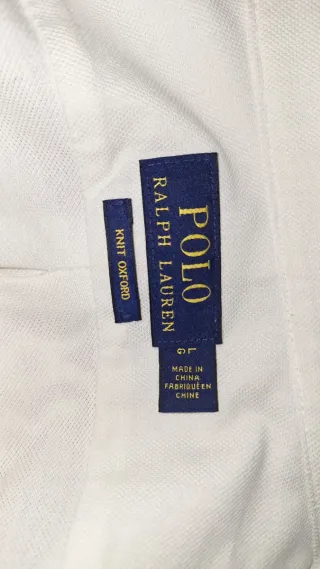 POLO
RALPH LAUREN
KNIT OXFORD
L
G
MADE IN
CHINA
FABRIQUÉ EN
CHINE